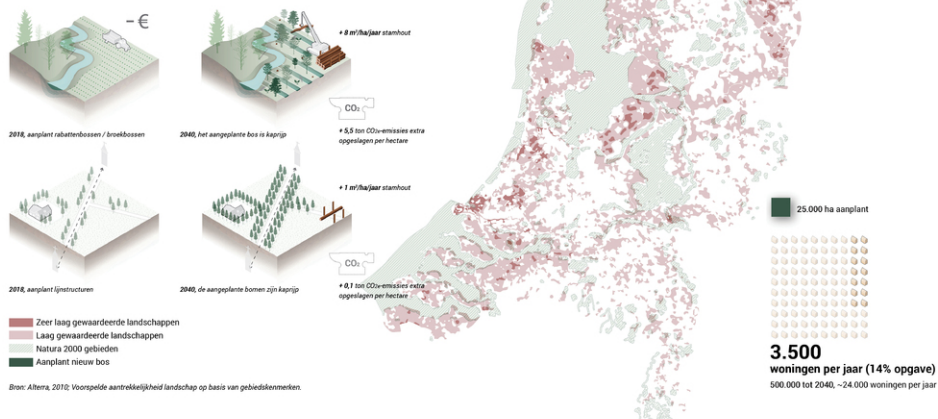 – €
+ 8 m³/ha/jaar stamhout
CO₂
2018, aanplant rabattenbossen / broekbossen
2040, het aangeplante bos is kaprijp
+ 5,5 ton CO₂e-emissies extra
opgeslagen per hectare
+ 1 m³/ha/jaar stamhout
CO₂
2018, aanplant lijnstructuren
2040, de aangeplante bomen zijn kaprijp
+ 0,1 ton CO₂e-emissies extra
opgeslagen per hectare
Zeer laag gewaardeerde landschappen
Laag gewaardeerde landschappen
Natura 2000 gebieden
Aanplant nieuw bos
Bron: Alterra, 2010; Voorspelde aantrekkelijkheid landschap op basis van gebiedskenmerken.
25.000 ha aanplant
3.500
woningen per jaar (14% opgave)
500.000 tot 2040, ~24.000 woningen per jaar